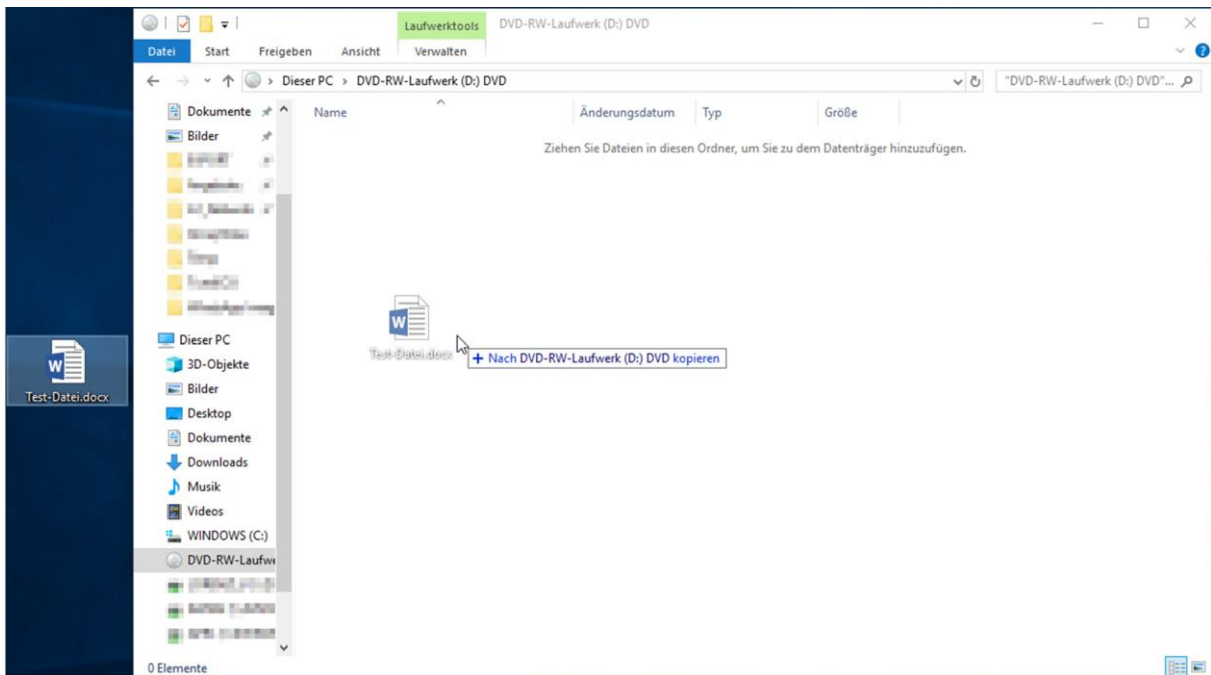 Laufwerktools DVD-RW-Laufwerk (D:) DVD
Datei Start Freigeben Ansicht Verwalten
Dieser PC DVD-RW-Laufwerk (D:) DVD "DVD-RW-Laufwerk (D:) DVD"...
Dokumente Name Änderungsdatum Typ Größe
Bilder
Ziehen Sie Dateien in diesen Ordner, um Sie zu dem Datenträger hinzuzufügen.
Dieser PC
Test-Datei.docx
Nach DVD-RW-Laufwerk (D:) DVD kopieren
3D-Objekte
Bilder
Test-Datei.docx
Desktop
Dokumente
Downloads
Musik
Videos
WINDOWS (C:)
DVD-RW-Laufwe
0 Elemente